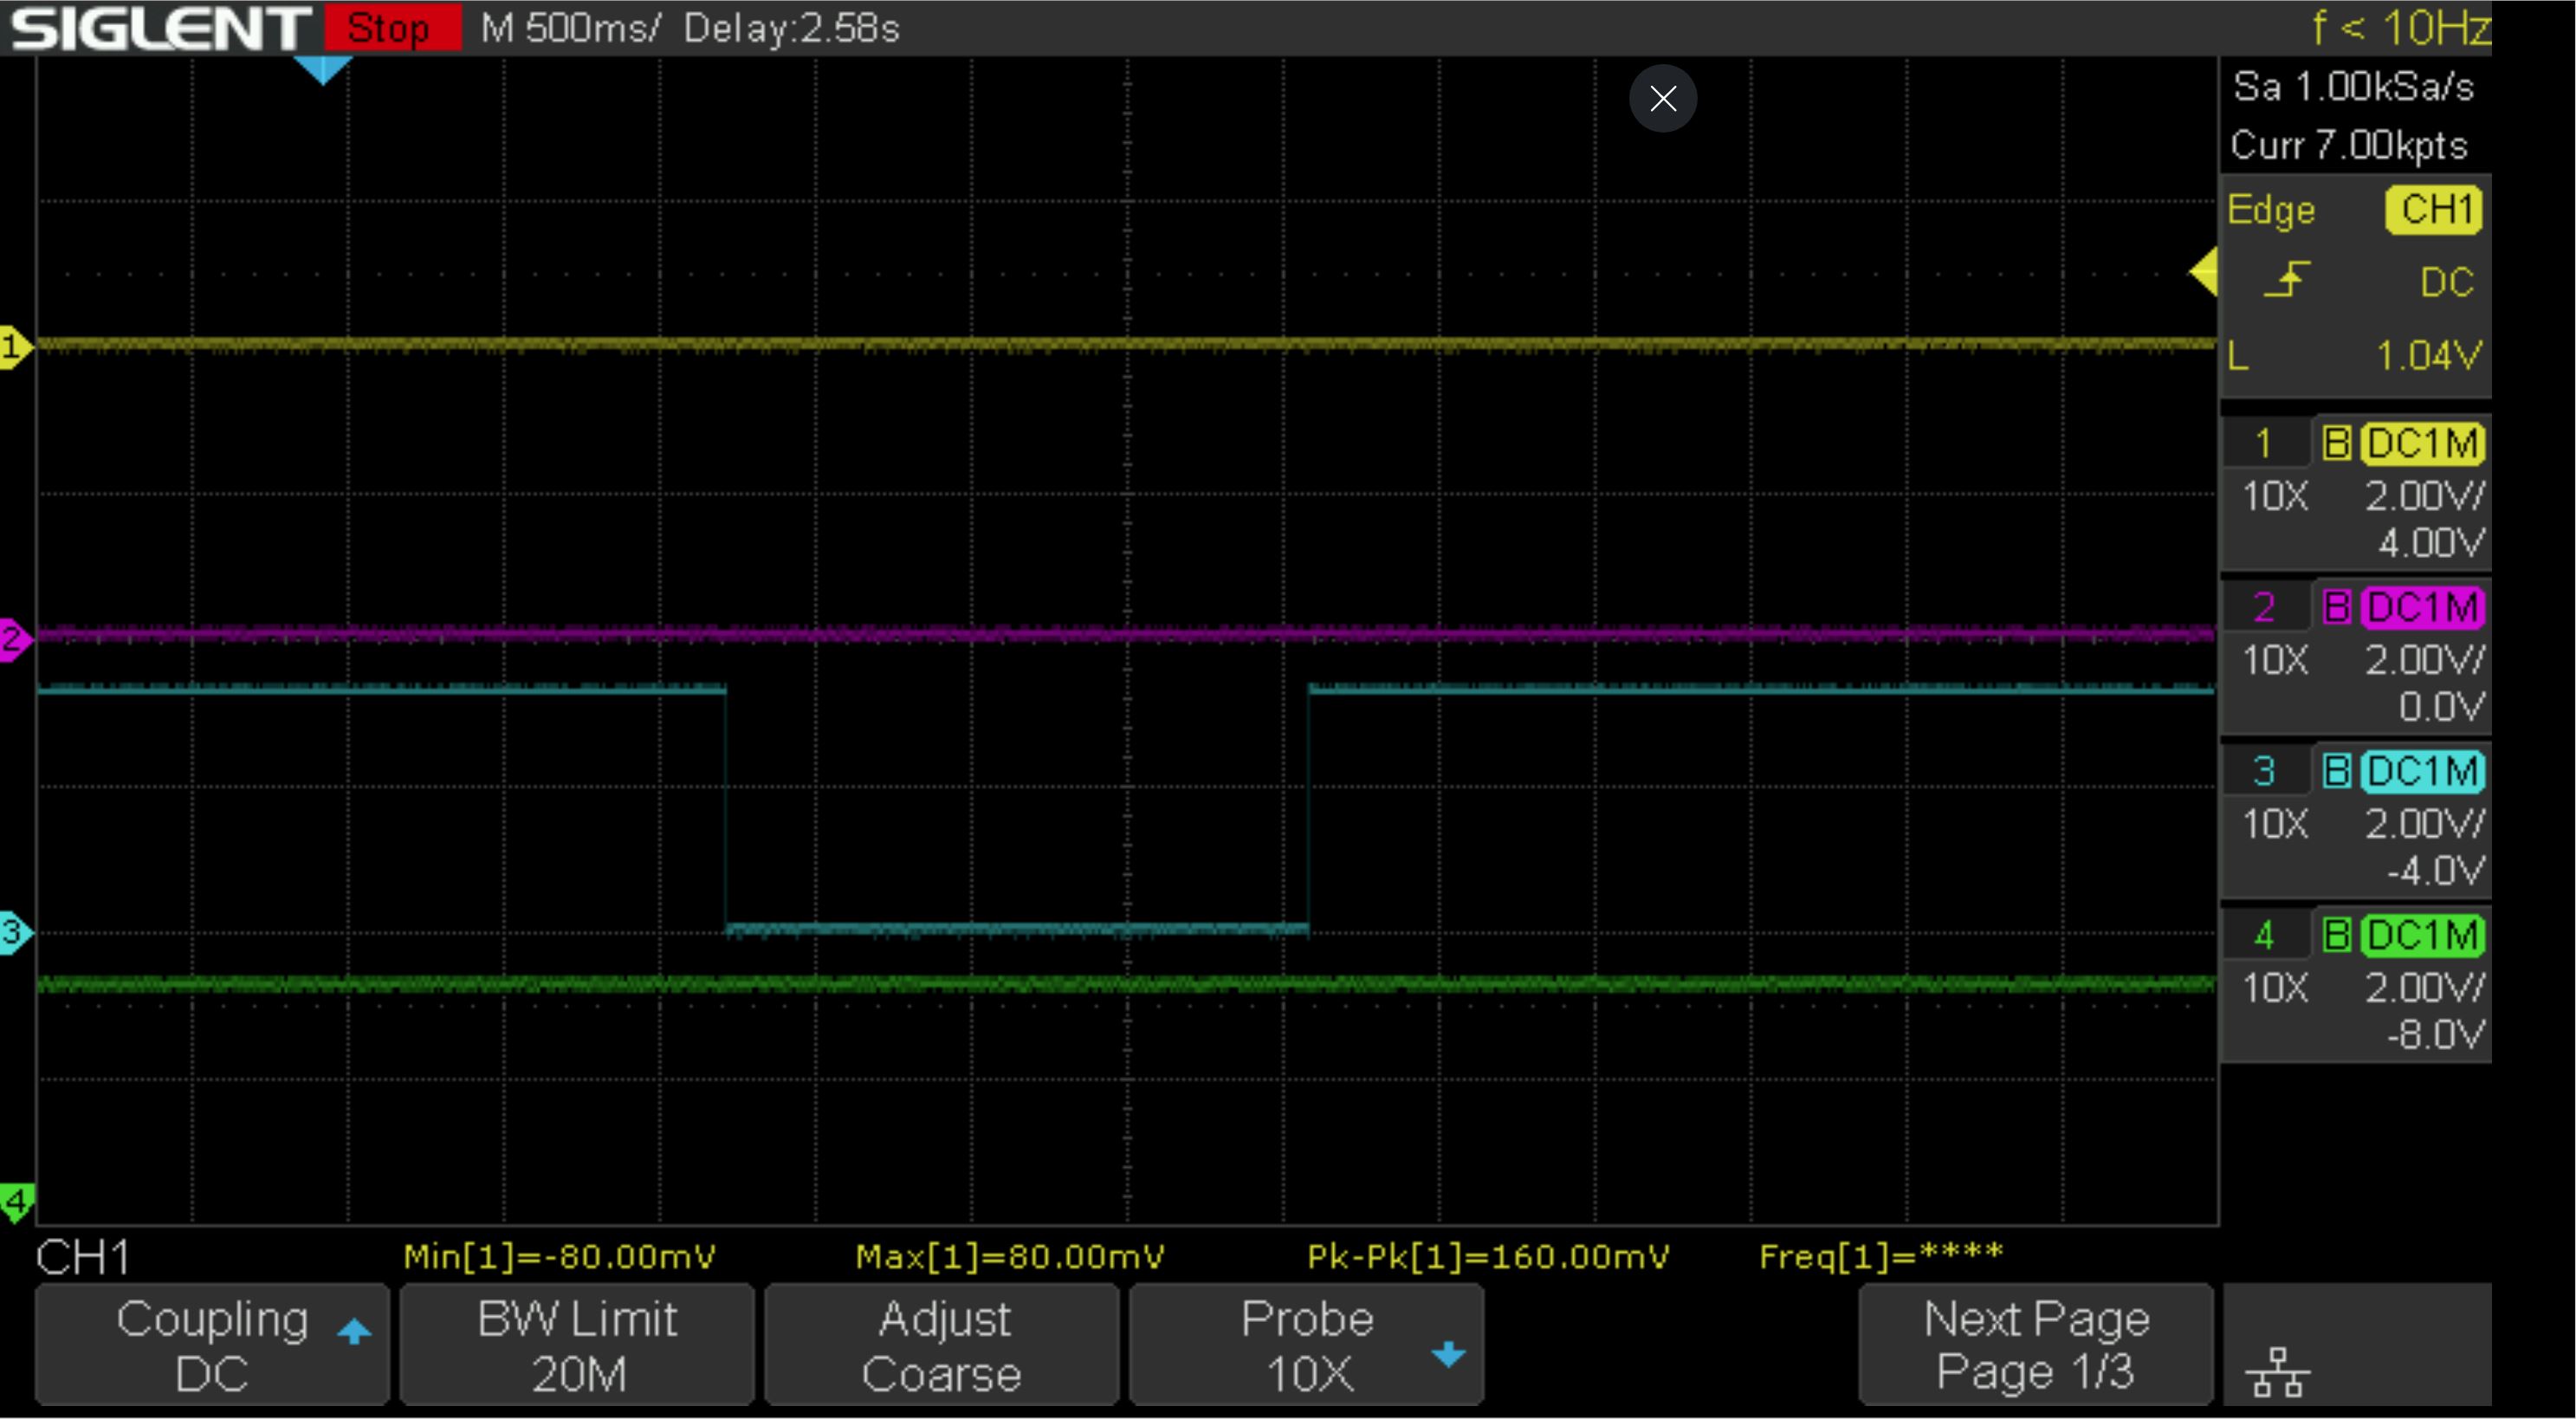 SIGLENT Stop M 500ms/ Delay:2.58s f < 10Hz
Sa 1.00kSa/s
Curr 7.00kpts
Edge CH1
DC
L 1.04V
1
1 B DC1M
10X 2.00V/
4.00V
2
2 B DC1M
10X 2.00V/
0.0V
3
3 B DC1M
10X 2.00V/
-4.0V
4 B DC1M
10X 2.00V/
-8.0V
4
CH1 Min[1]=-80.00mV Max[1]=80.00mV Pk-Pk[1]=160.00mV Freq[1]=****
Coupling BW Limit Adjust Probe Next Page
DC 20M Coarse 10X Page 1/3